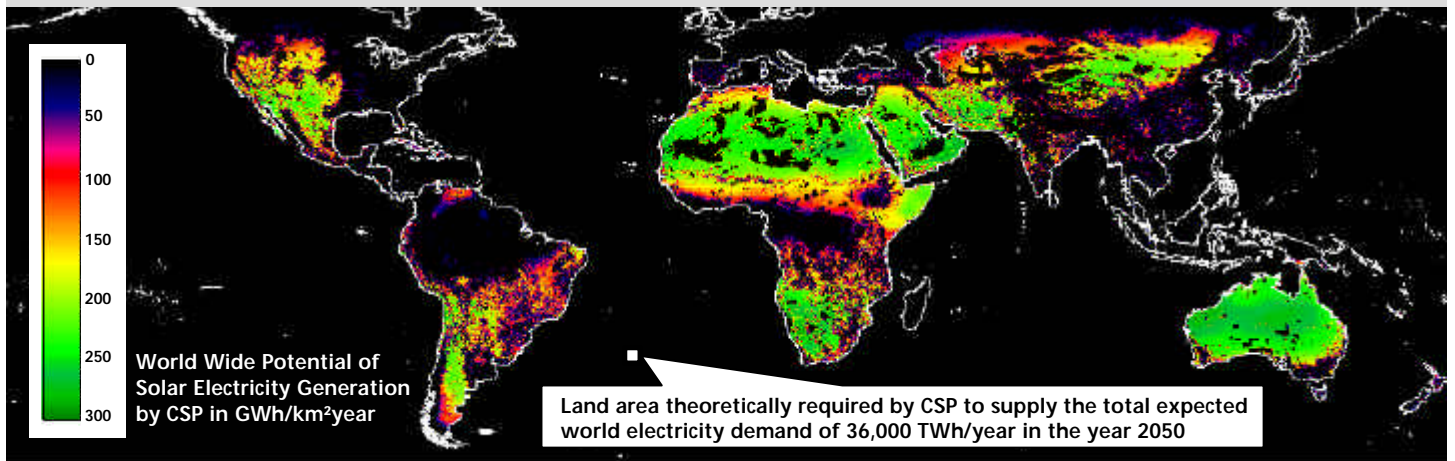 0
50
100
150
200
250
300
World Wide Potential of
Solar Electricity Generation
by CSP in GWh/km²year
Land area theoretically required by CSP to supply the total expected
world electricity demand of 36,000 TWh/year in the year 2050